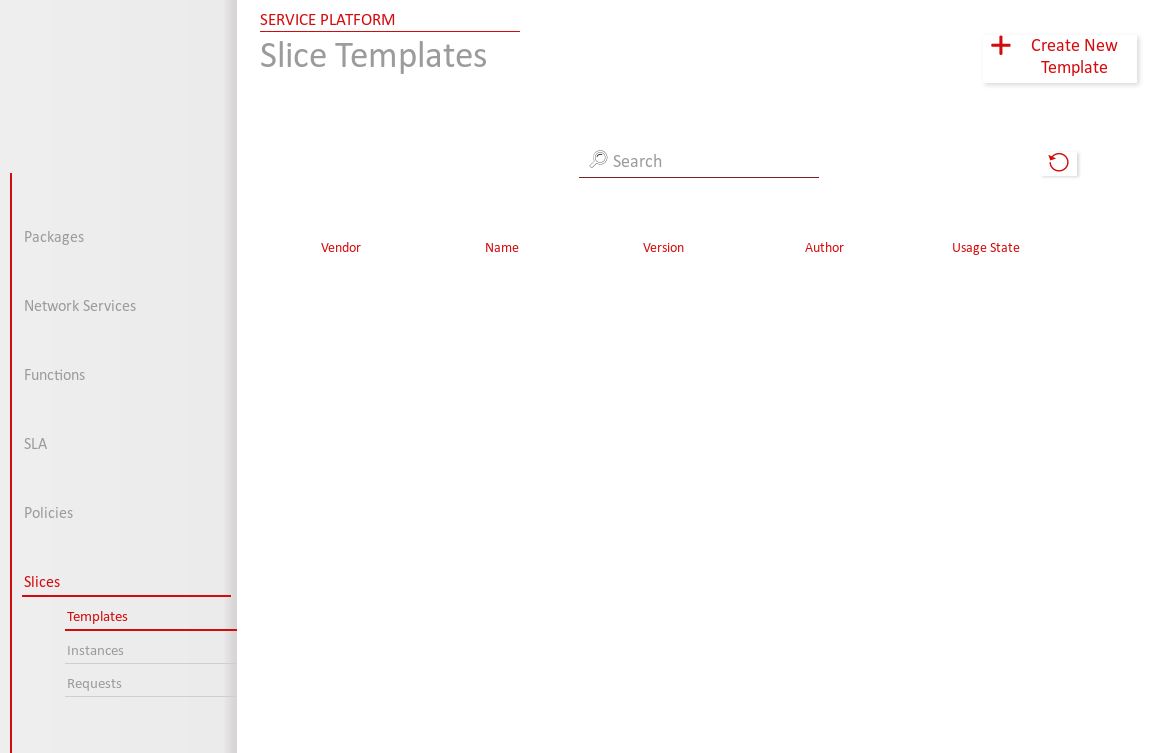 SERVICE PLATFORM
Slice Templates
Create New
Template
Search
Vendor Name Version Author Usage State
Packages
Network Services
Functions
SLA
Policies
Slices
Templates
Instances
Requests